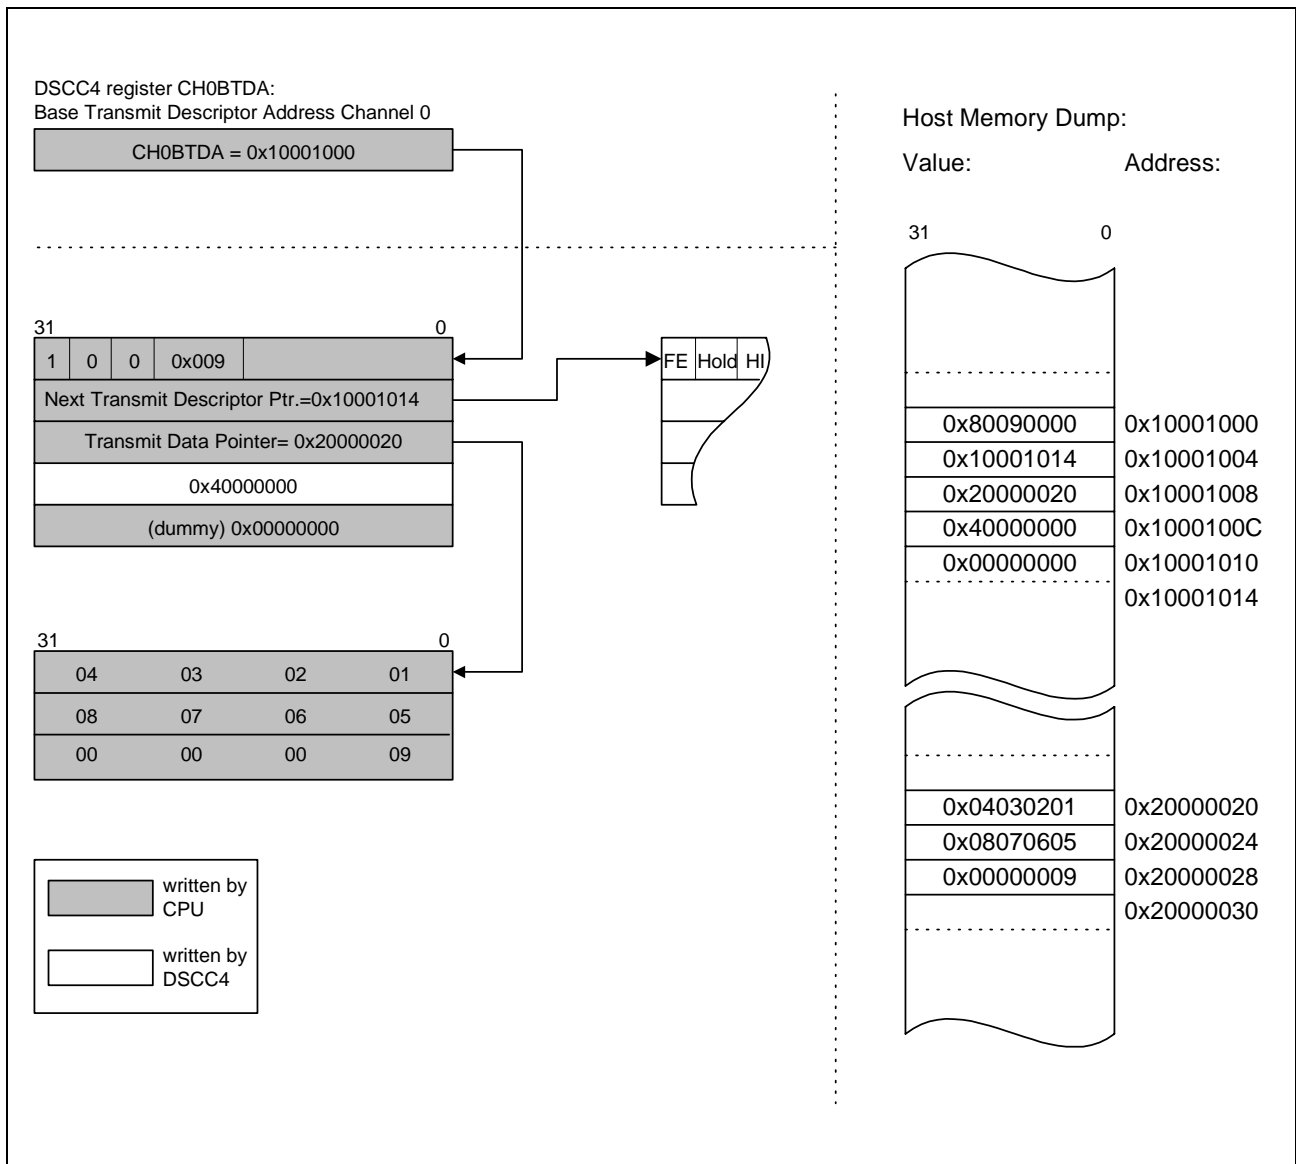 DSCC4 register CH0BTDA:
Base Transmit Descriptor Address Channel 0
CH0BTDA = 0x10001000
31 0
1 0 0 0x009
Next Transmit Descriptor Ptr.=0x10001014
Transmit Data Pointer= 0x20000020
0x40000000
(dummy) 0x00000000
FE Hold HI
31 0
04 03 02 01
08 07 06 05
00 00 00 09
written by
CPU
written by
DSCC4
Host Memory Dump:
Value: Address:
31 0
0x80090000 0x10001000
0x10001014 0x10001004
0x20000020 0x10001008
0x40000000 0x1000100C
0x00000000 0x10001010
0x10001014
0x04030201 0x20000020
0x08070605 0x20000024
0x00000009 0x20000028
0x20000030